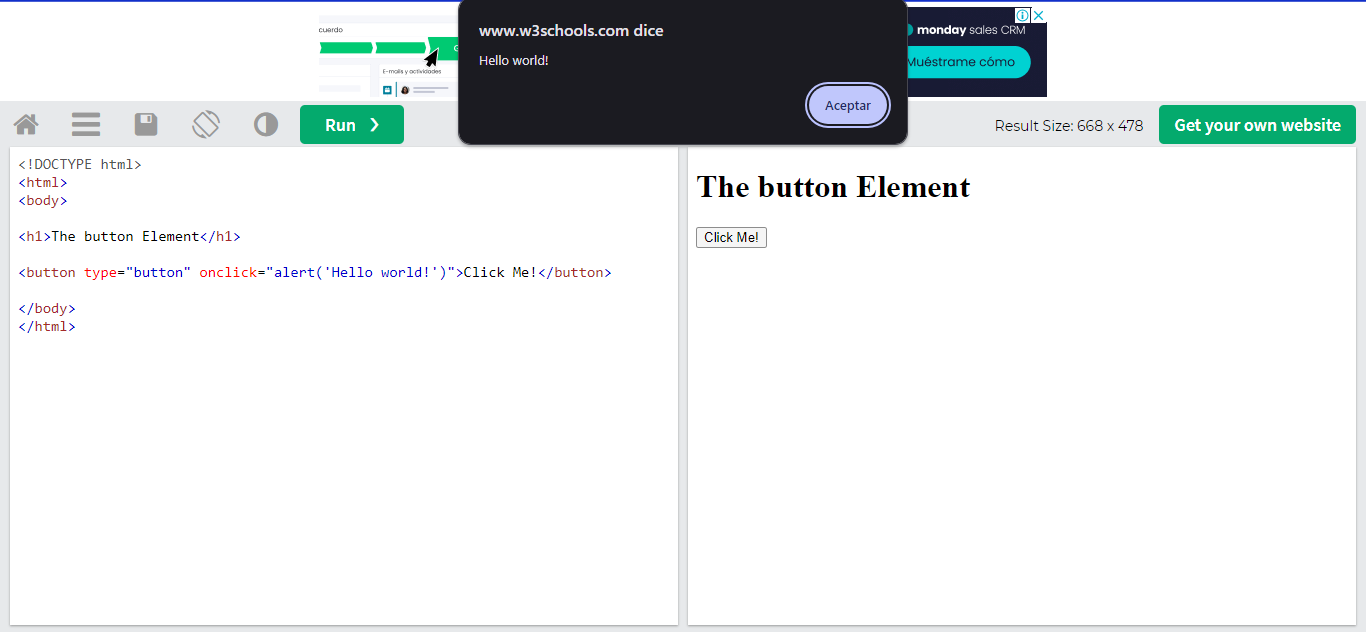 www.w3schools.com dice
Hello world!
Aceptar
cuerdo
G
E-mails y actividades
monday sales CRM
Muéstrame cómo
Run ❯
Result Size: 668 x 478
Get your own website
<!DOCTYPE html>
<html>
<body>
<h1>The button Element</h1>
<button type="button" onclick="alert('Hello world!')">Click Me!</button>
</body>
</html>
The button Element
Click Me!